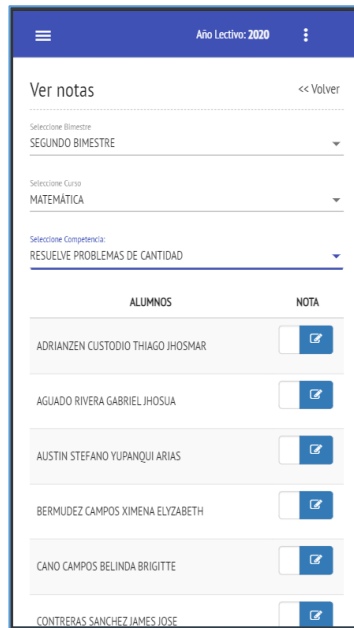 Año Lectivo: 2020
Ver notas << Volver
Seleccione Bimestre
SEGUNDO BIMESTRE
Seleccione Curso
MATEMÁTICA
Seleccione Competencia:
RESUELVE PROBLEMAS DE CANTIDAD
ALUMNOS NOTA
ADRIANZEN CUSTODIO THIAGO JHOSMAR
AGUADO RIVERA GABRIEL JHOSUA
AUSTIN STEFANO YUPANQUI ARIAS
BERMUDEZ CAMPOS XIMENA ELYZABETH
CANO CAMPOS BELINDA BRIGITTE
CONTRERAS SANCHEZ JAMES JOSE